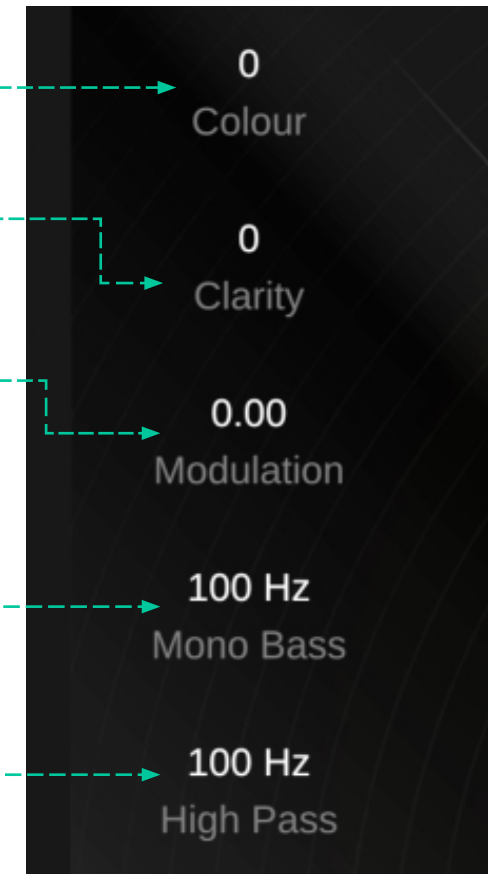 0
Colour
0
Clarity
0.00
Modulation
100 Hz
Mono Bass
100 Hz
High Pass